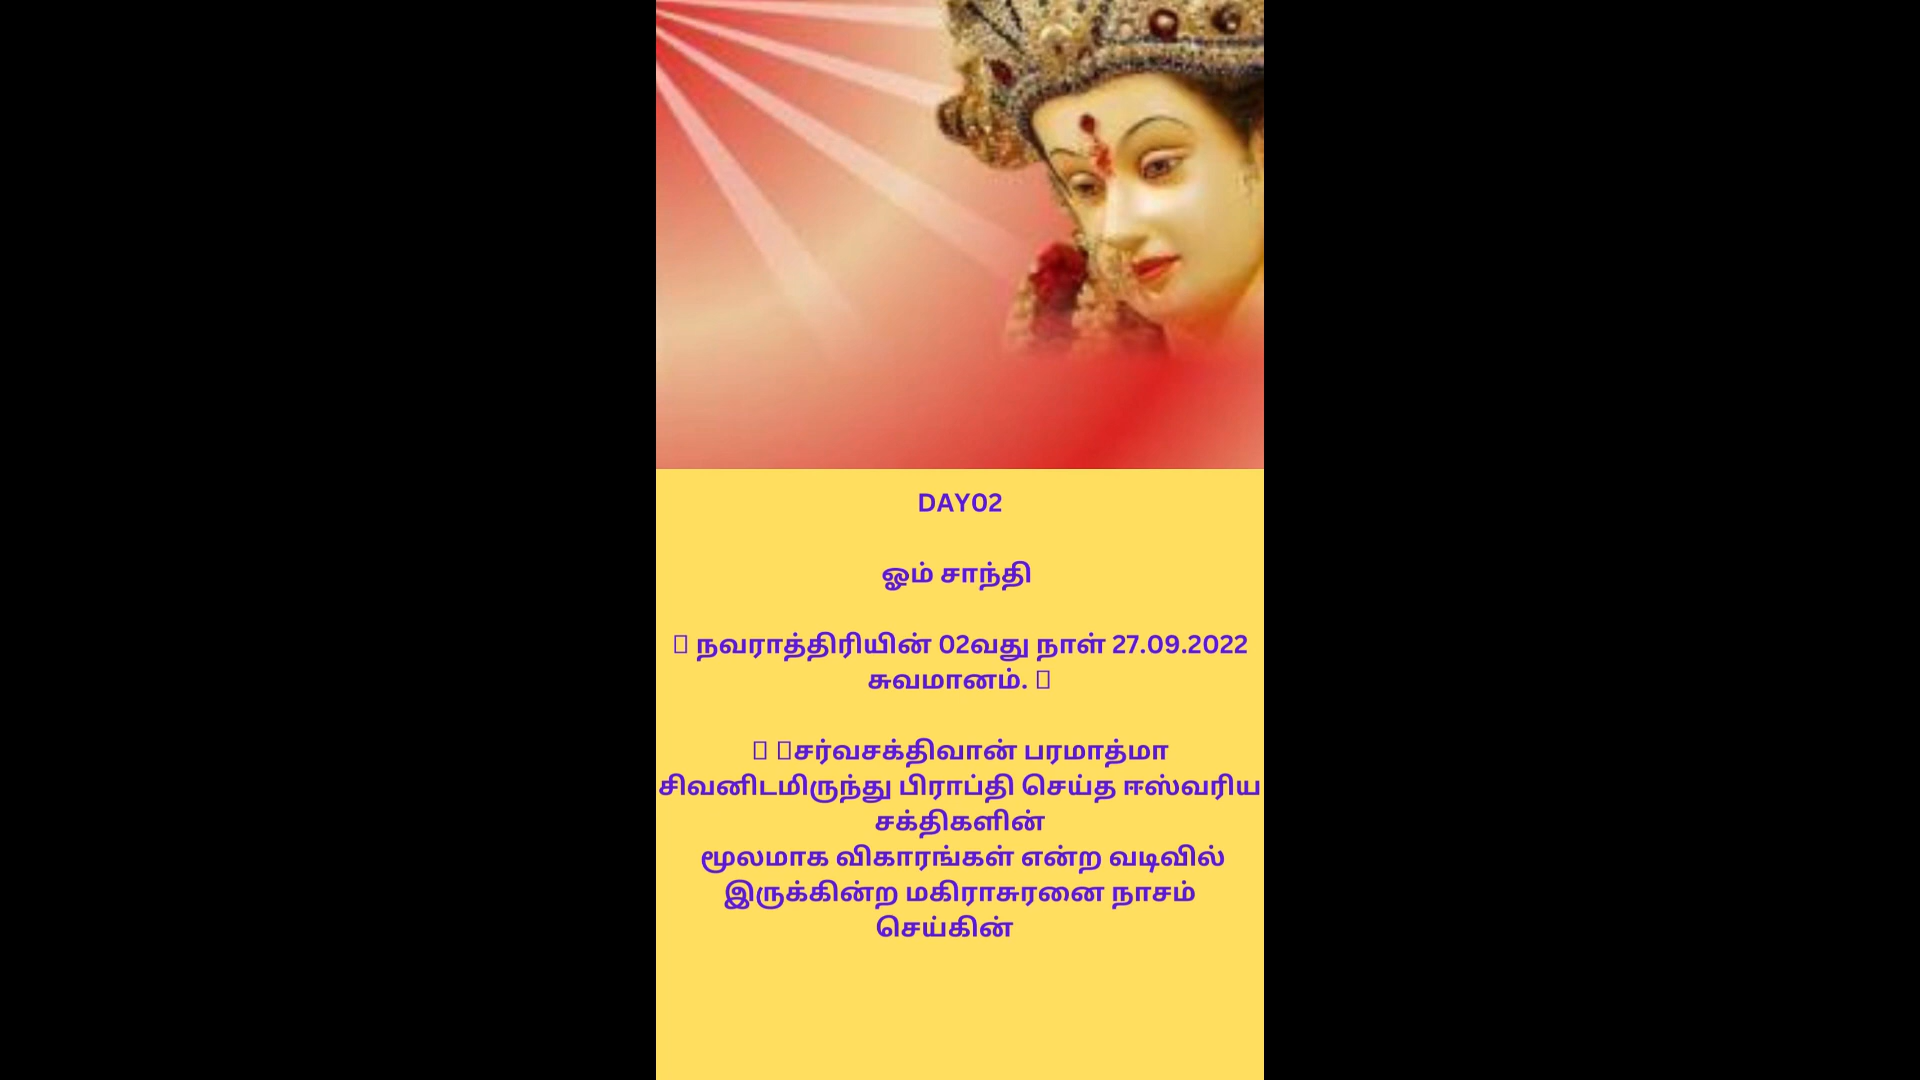 DAY02
ஓம் சாந்தி
நவராத்திரியின் 02வது நாள் 27.09.2022
சுவமானம்.
சர்வசக்திவான் பரமாத்மா
சிவனிடமிருந்து பிராப்தி செய்த ஈஸ்வரிய
சக்திகளின்
மூலமாக விகாரங்கள் என்ற வடிவில்
இருக்கின்ற மகிராசுரனை நாசம்
செய்கின்